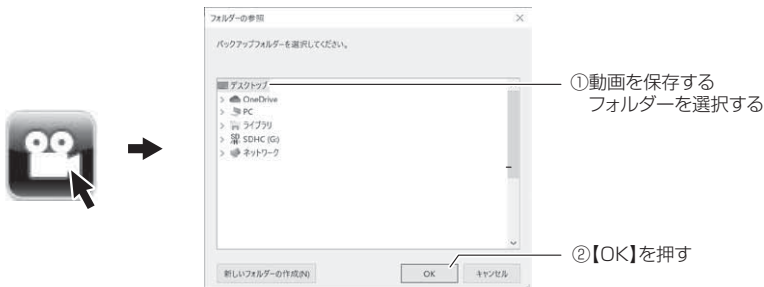 フォルダーの参照
バックアップフォルダーを選択してください。
デスクトップ
OneDrive
PC
ライブラリ
SDHC (G:)
ネットワーク
新しいフォルダーの作成(N)
OK
キャンセル
①動画を保存する
フォルダーを選択する
②【OK】を押す